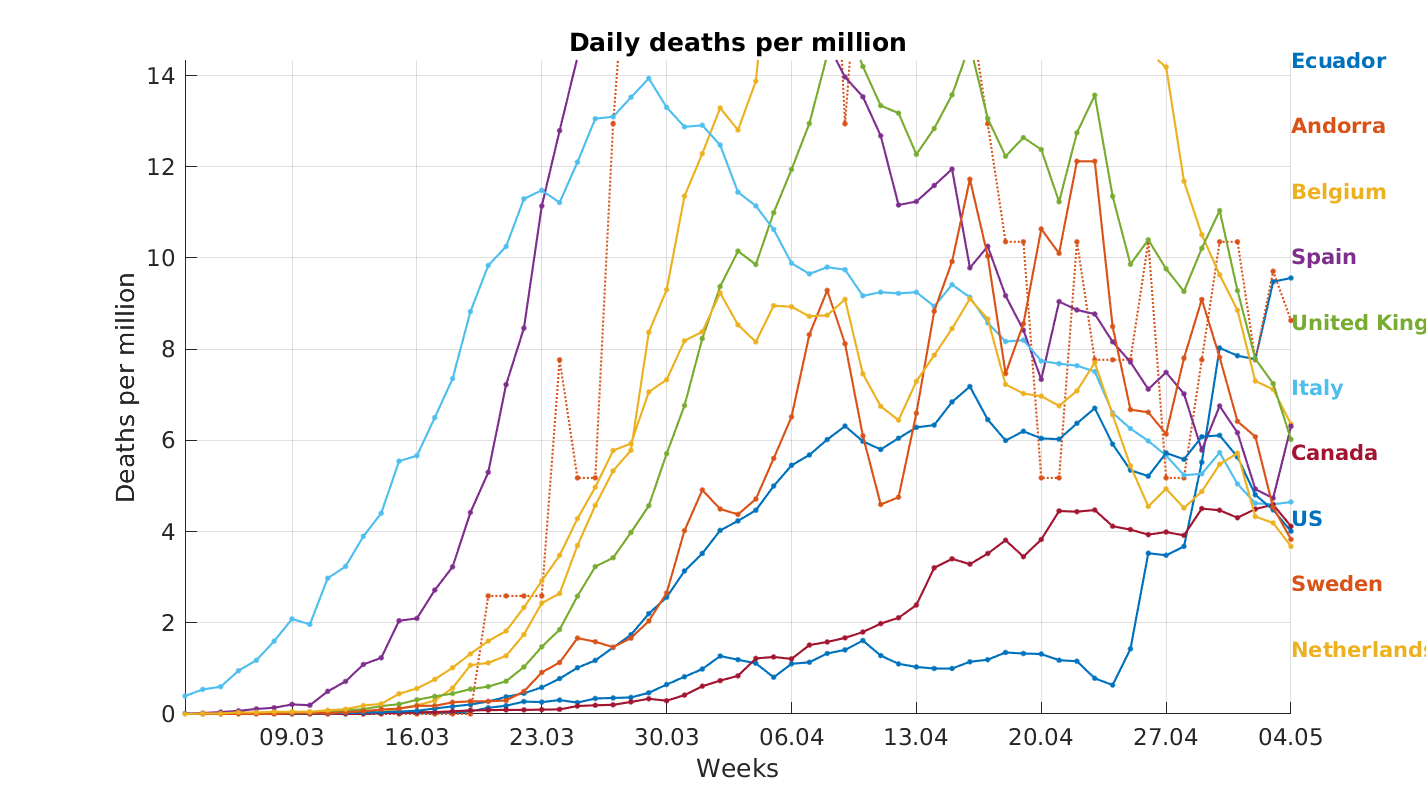 Daily deaths per million
Deaths per million
14
12
10
8
6
4
2
0
09.03
16.03
23.03
30.03
06.04
13.04
20.04
27.04
04.05
Weeks
Ecuador
Andorra
Belgium
Spain
United King
Italy
Canada
US
Sweden
Netherlands